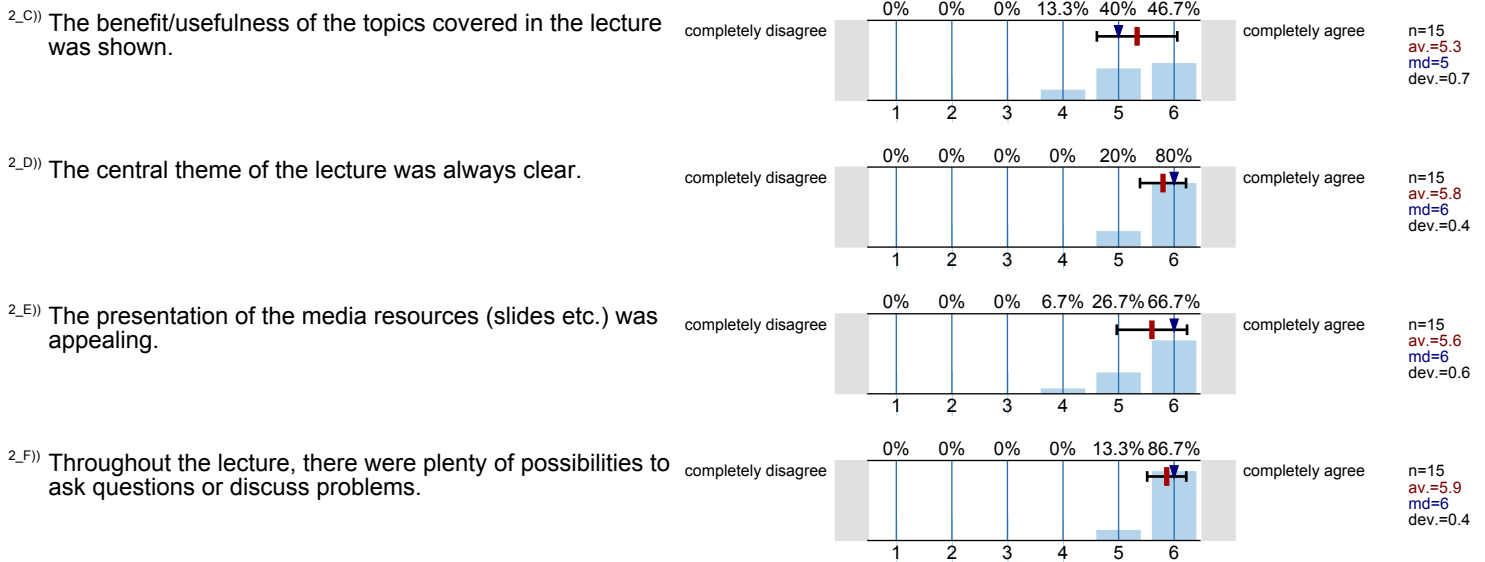 2_C)) The benefit/usefulness of the topics covered in the lecture
was shown.
completely disagree
0% 0% 0% 13.3% 40% 46.7%
1 2 3 4 5 6
completely agree
n=15
av.=5.3
md=5
dev.=0.7
2_D)) The central theme of the lecture was always clear.
completely disagree
0% 0% 0% 0% 20% 80%
1 2 3 4 5 6
completely agree
n=15
av.=5.8
md=6
dev.=0.4
2_E)) The presentation of the media resources (slides etc.) was
appealing.
completely disagree
0% 0% 0% 6.7% 26.7% 66.7%
1 2 3 4 5 6
completely agree
n=15
av.=5.6
md=6
dev.=0.6
2_F)) Throughout the lecture, there were plenty of possibilities to
ask questions or discuss problems.
completely disagree
0% 0% 0% 0% 13.3% 86.7%
1 2 3 4 5 6
completely agree
n=15
av.=5.9
md=6
dev.=0.4